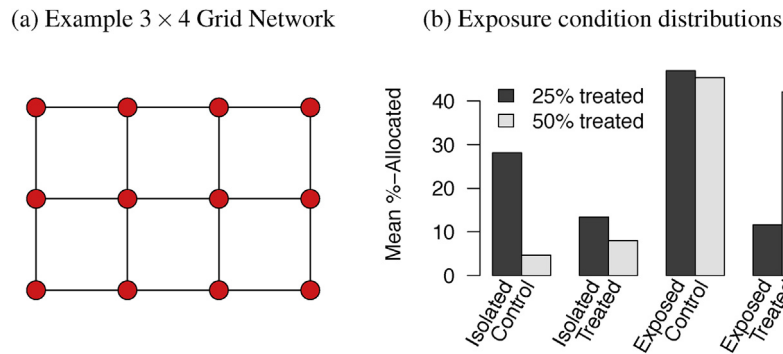 (a) Example 3 × 4 Grid Network
(b) Exposure condition distributions
Mean %−Allocated
40
30
20
10
0
25% treated
50% treated
Isolated
Control
Isolated
Treated
Exposed
Control
Exposed
Treated